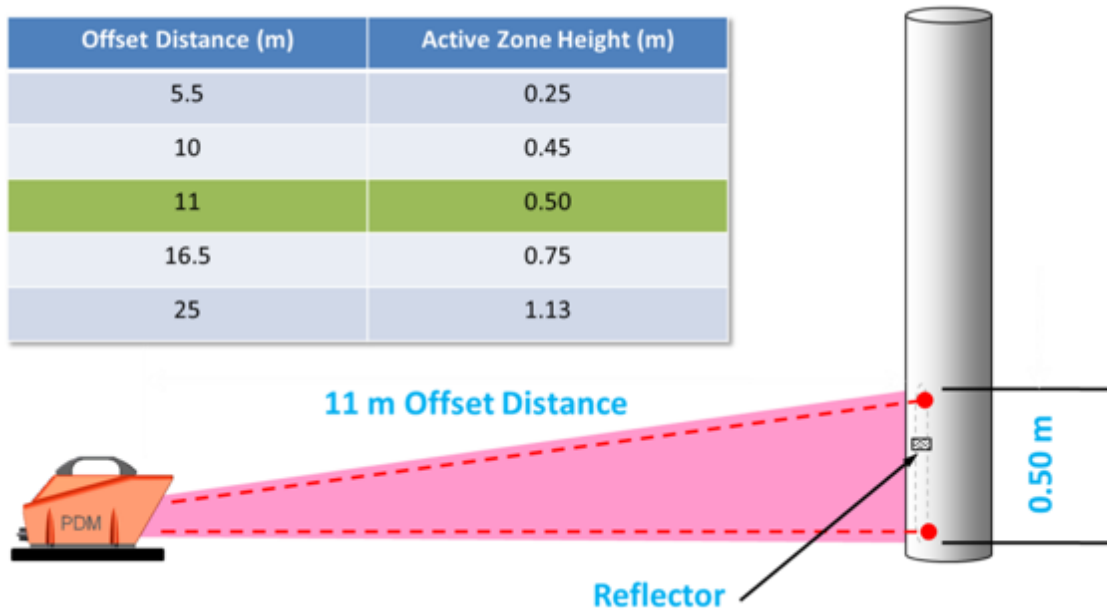 Offset Distance (m) Active Zone Height (m)
5.5 0.25
10 0.45
11 0.50
16.5 0.75
25 1.13
11 m Offset Distance
PDM
0.50 m
Reflector